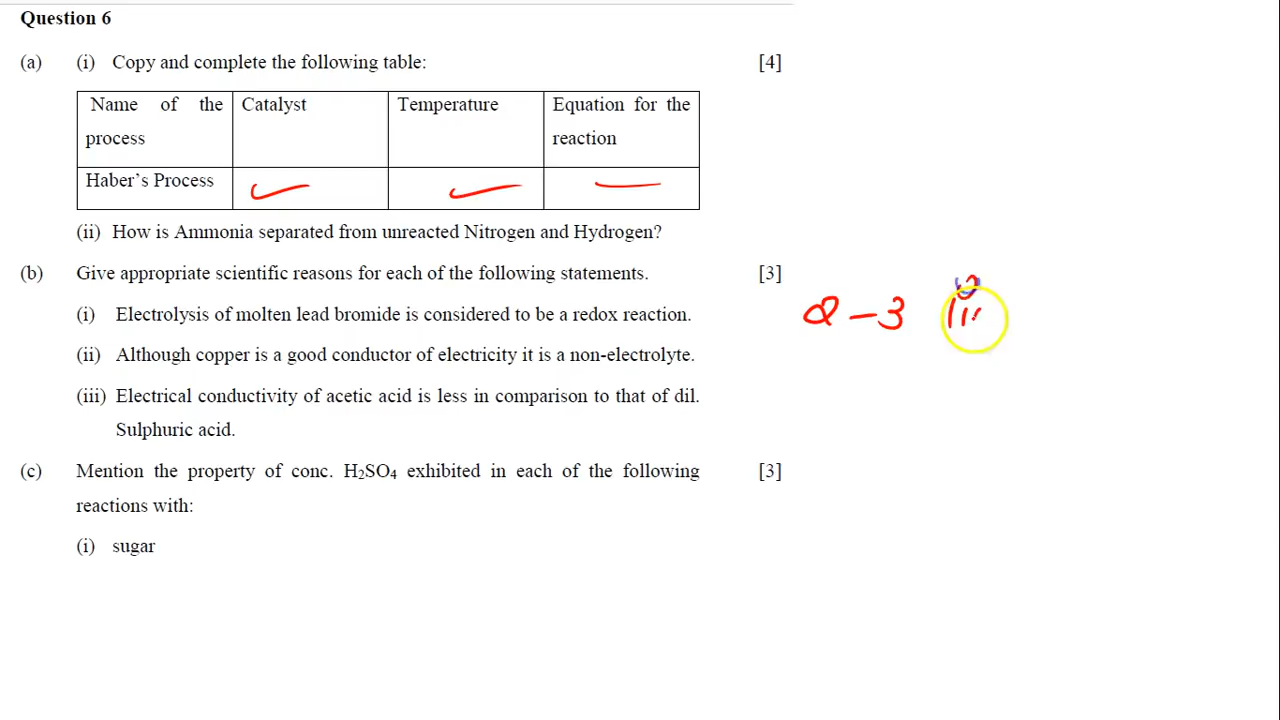 Question 6
(a) (i) Copy and complete the following table: [4]
Name of the process | Catalyst | Temperature | Equation for the reaction
Haber’s Process
(ii) How is Ammonia separated from unreacted Nitrogen and Hydrogen?
(b) Give appropriate scientific reasons for each of the following statements. [3]
(i) Electrolysis of molten lead bromide is considered to be a redox reaction.
Q – 3
(ii) Although copper is a good conductor of electricity it is a non-electrolyte.
(iii) Electrical conductivity of acetic acid is less in comparison to that of dil.
Sulphuric acid.
(c) Mention the property of conc. H₂SO₄ exhibited in each of the following [3]
reactions with:
(i) sugar